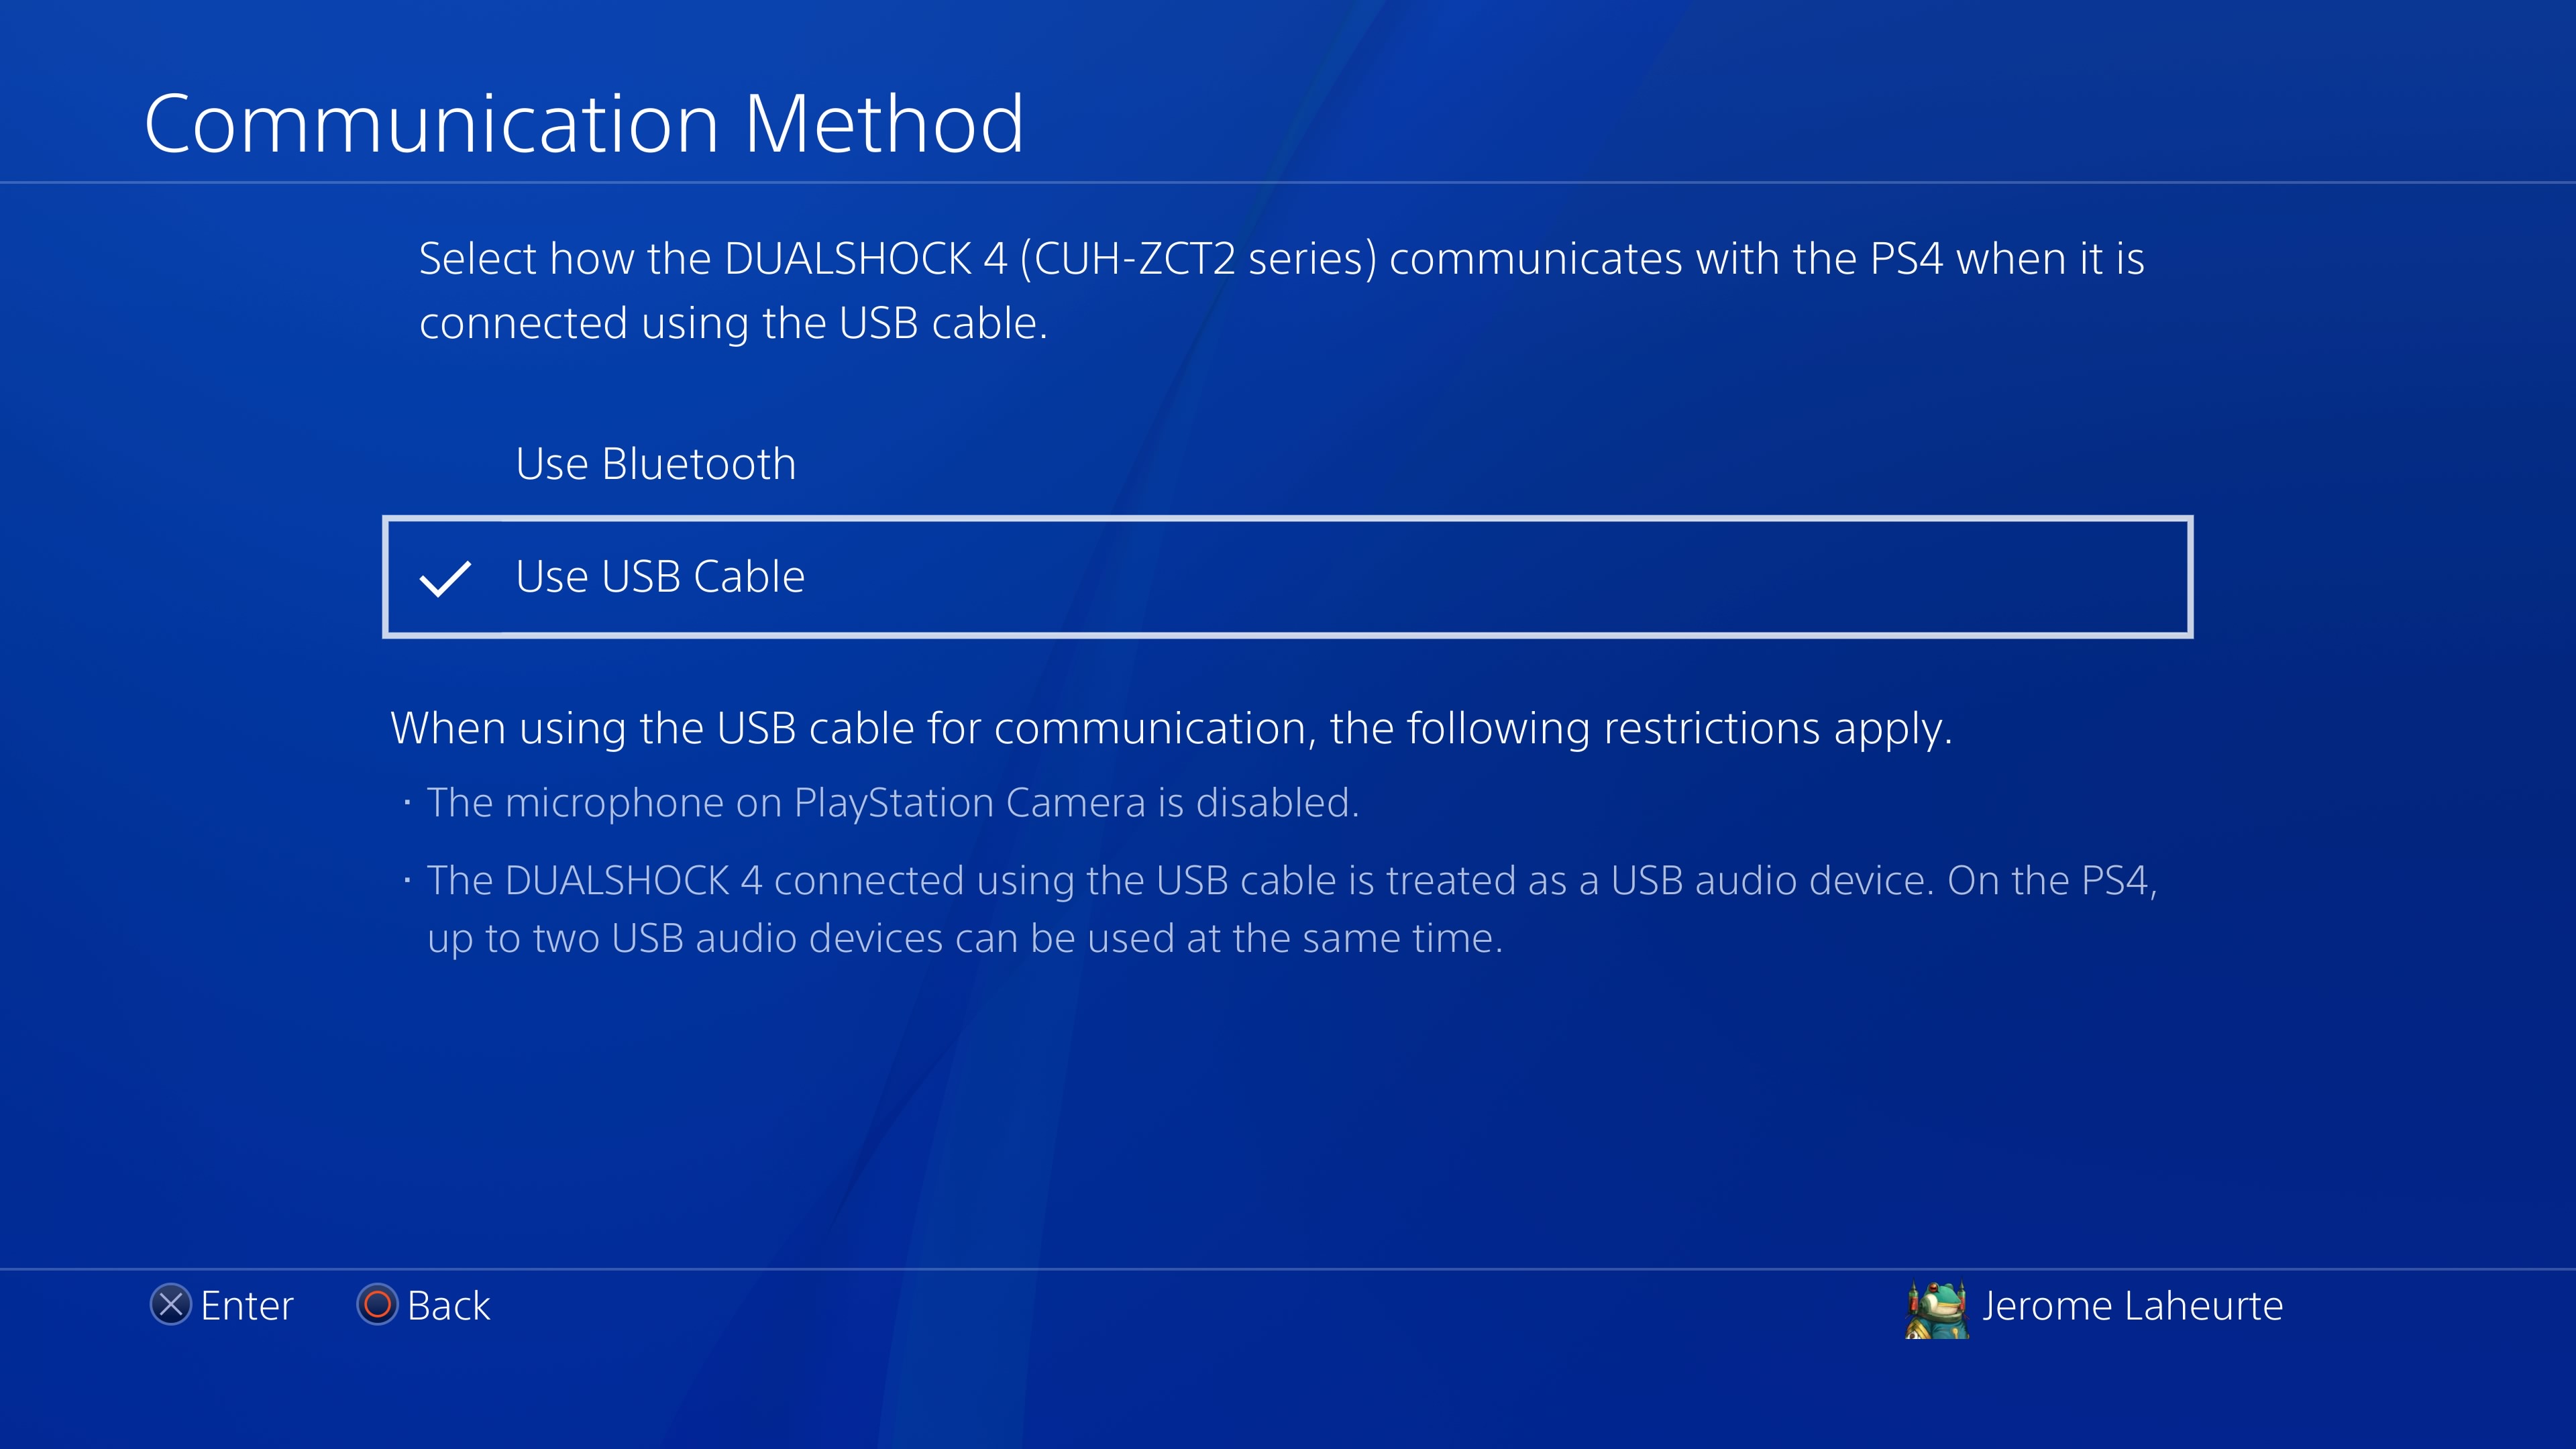 Communication Method
Select how the DUALSHOCK 4 (CUH-ZCT2 series) communicates with the PS4 when it is
connected using the USB cable.
Use Bluetooth
Use USB Cable
When using the USB cable for communication, the following restrictions apply.
· The microphone on PlayStation Camera is disabled.
· The DUALSHOCK 4 connected using the USB cable is treated as a USB audio device. On the PS4,
up to two USB audio devices can be used at the same time.
Enter Back Jerome Laheurte